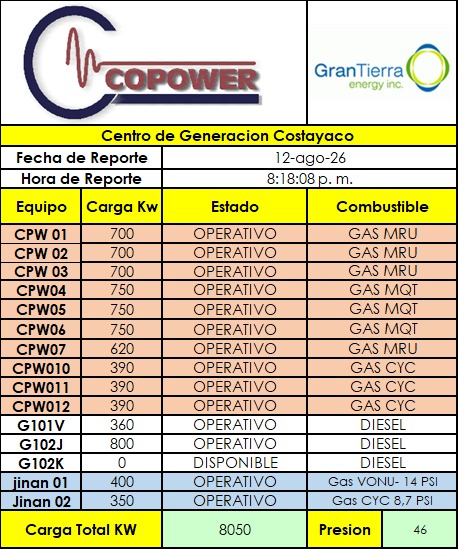 COPOWER
GranTierra
energy inc.
Centro de Generacion Costayaco
Fecha de Reporte 12-ago-26
Hora de Reporte 8:18:08 p. m.
Equipo Carga Kw Estado Combustible
CPW 01 700 OPERATIVO GAS MRU
CPW 02 700 OPERATIVO GAS MRU
CPW 03 700 OPERATIVO GAS MRU
CPW04 750 OPERATIVO GAS MQT
CPW05 750 OPERATIVO GAS MQT
CPW06 750 OPERATIVO GAS MQT
CPW07 620 OPERATIVO GAS MRU
CPW010 390 OPERATIVO GAS CYC
CPW011 390 OPERATIVO GAS CYC
CPW012 390 OPERATIVO GAS CYC
G101V 360 OPERATIVO DIESEL
G102J 800 OPERATIVO DIESEL
G102K 0 DISPONIBLE DIESEL
jinan 01 400 OPERATIVO Gas VONU- 14 PSI
Jinan 02 350 OPERATIVO Gas CYC 8,7 PSI
Carga Total KW 8050 Presion 46